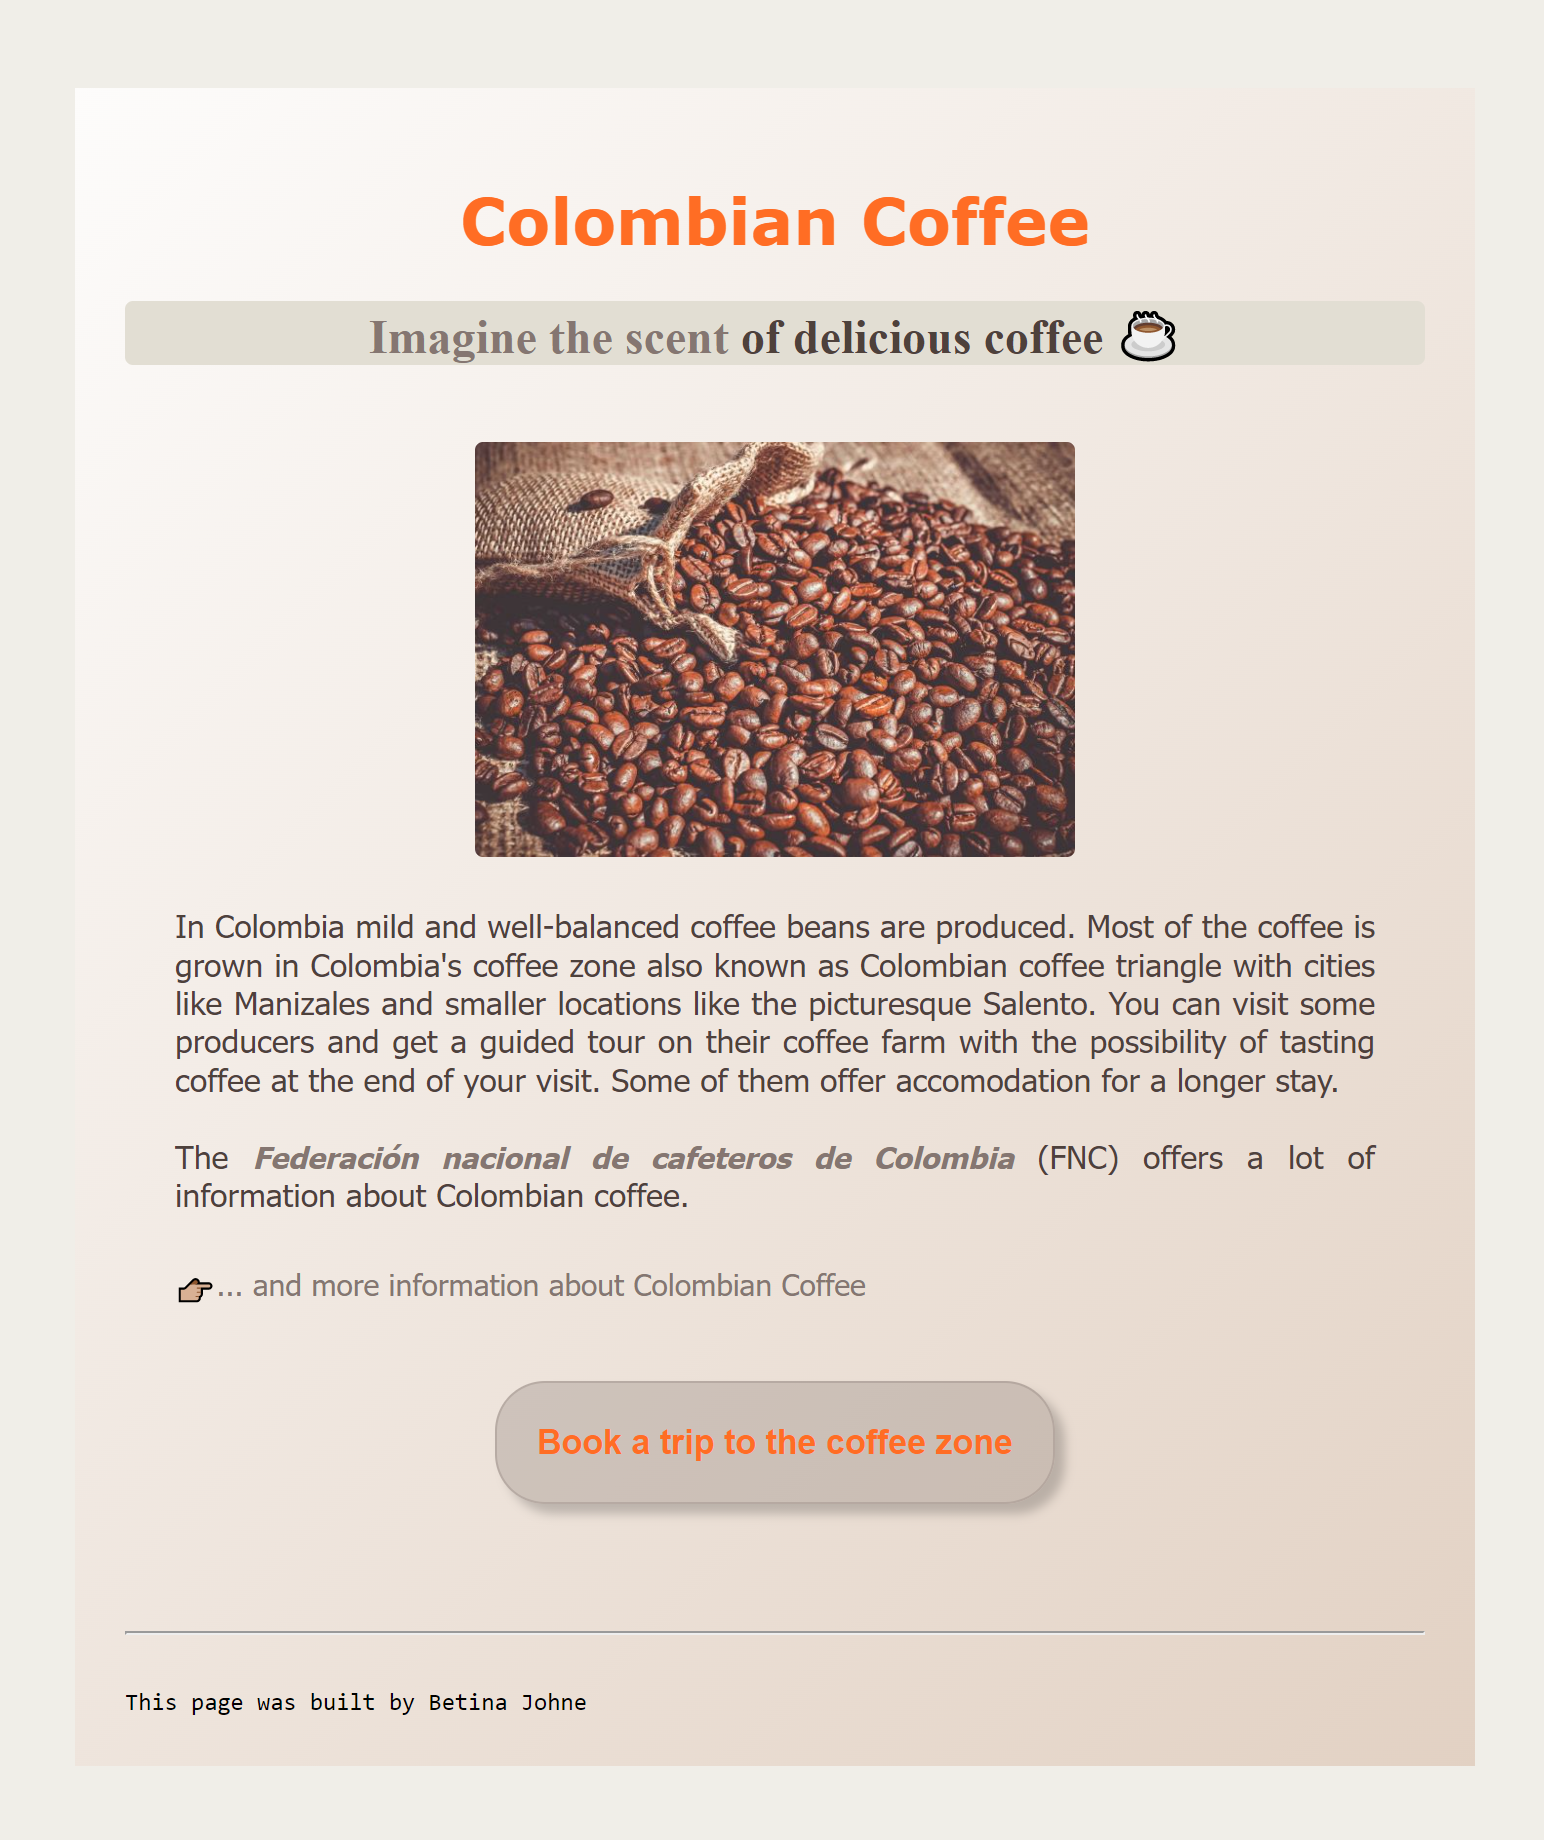 Colombian Coffee
Imagine the scent of delicious coffee ☕
In Colombia mild and well-balanced coffee beans are produced. Most of the coffee is
grown in Colombia's coffee zone also known as Colombian coffee triangle with cities
like Manizales and smaller locations like the picturesque Salento. You can visit some
producers and get a guided tour on their coffee farm with the possibility of tasting
coffee at the end of your visit. Some of them offer accomodation for a longer stay.
The Federación nacional de cafeteros de Colombia (FNC) offers a lot of
information about Colombian coffee.
👉🏽... and more information about Colombian Coffee
Book a trip to the coffee zone
This page was built by Betina Johne